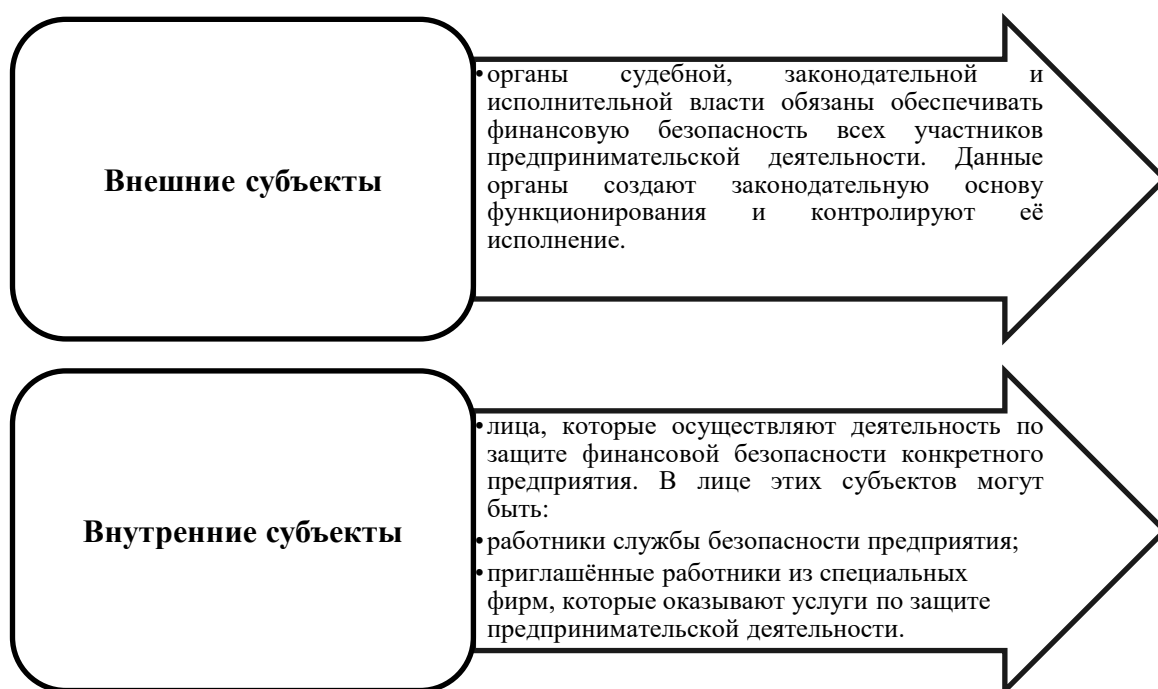 Внешние субъекты
•органы судебной, законодательной и
исполнительной власти обязаны обеспечивать
финансовую безопасность всех участников
предпринимательской деятельности. Данные
органы создают законодательную основу
функционирования и контролируют её
исполнение.
Внутренние субъекты
•лица, которые осуществляют деятельность по
защите финансовой безопасности конкретного
предприятия. В лице этих субъектов могут
быть:
•работники службы безопасности предприятия;
•приглашённые работники из специальных
фирм, которые оказывают услуги по защите
предпринимательской деятельности.